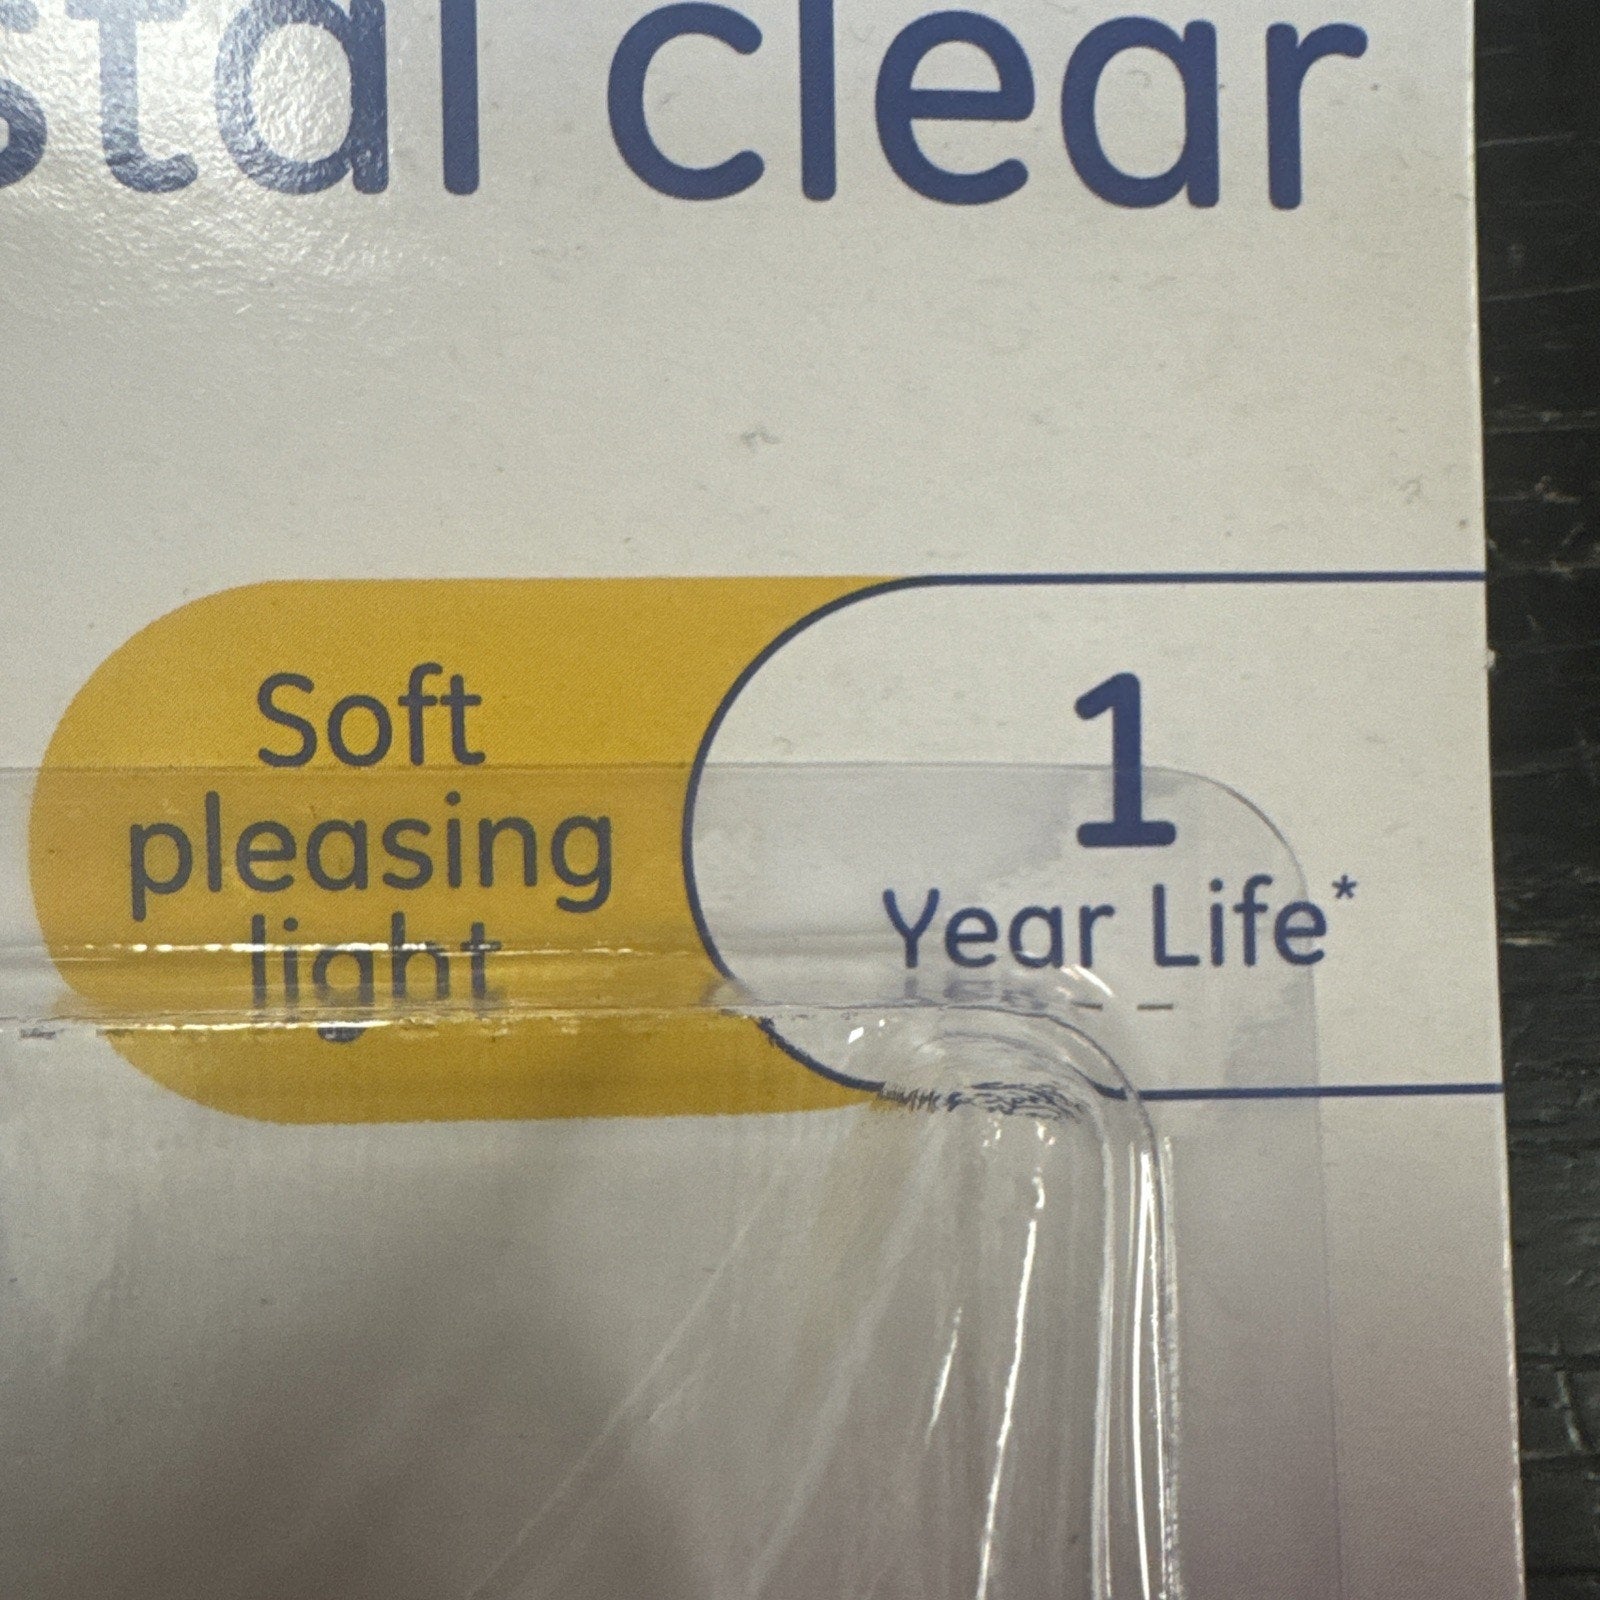 stal clear
Soft
pleasing
light
1
Year Life*